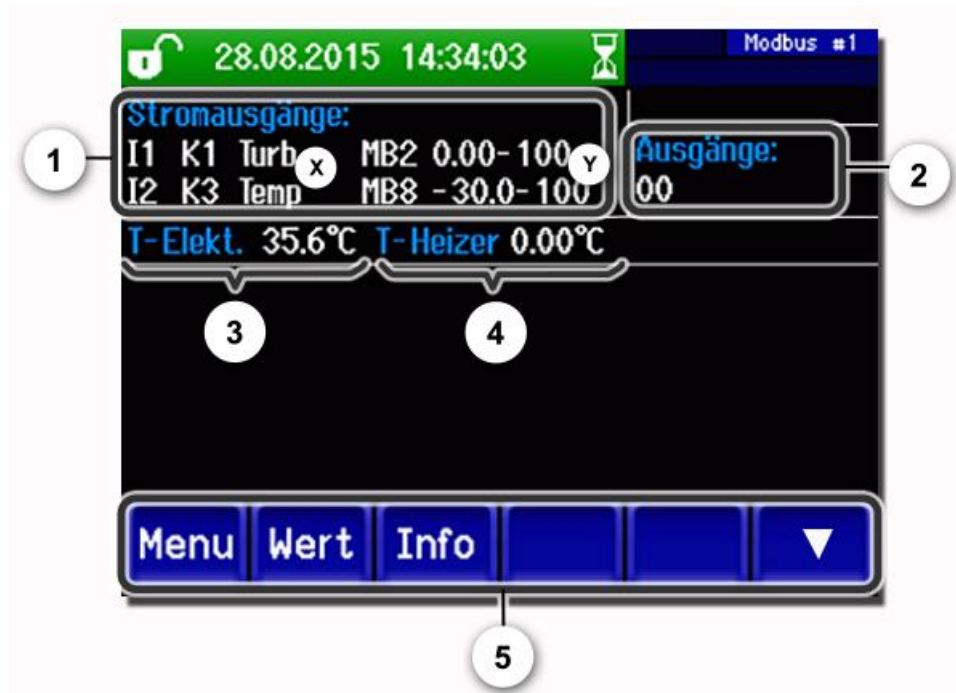 28.08.2015 14:34:03
Modbus #1
Stromausgänge:
I1 K1 Turb X MB2 0.00-100 Y
I2 K3 Temp MB8 -30.0-100
Ausgänge:
00
T-Elekt. 35.6°C T-Heizer 0.00°C
1
2
3
4
Menu Wert Info
5